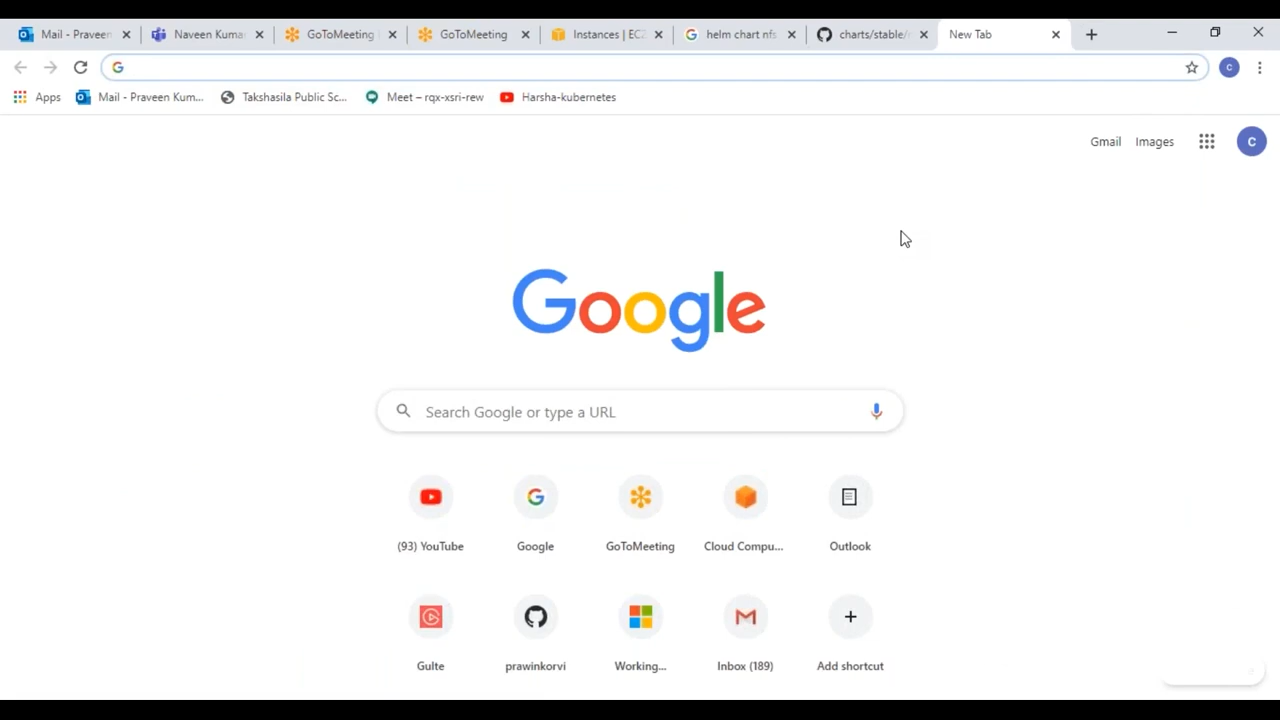 Mail - Praveen
Naveen Kuma
GoToMeeting
GoToMeeting
Instances | EC2
helm chart nfs
charts/stable/
New Tab
Apps
Mail - Praveen Kum...
Takshasila Public Sc...
Meet – rqx-xsri-rew
Harsha-kubernetes
C
Gmail
Images
C
Google
Search Google or type a URL
(93) YouTube
Google
GoToMeeting
Cloud Compu...
Outlook
Gulte
prawinkorvi
Working...
Inbox (189)
Add shortcut